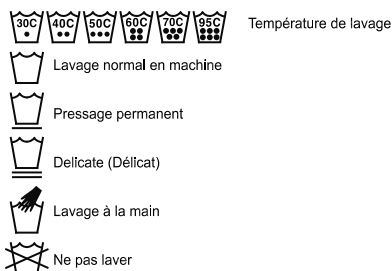 30C 40C 50C 60C 70C 95C Température de lavage
Lavage normal en machine
Pressage permanent
Delicate (Délicat)
Lavage à la main
Ne pas laver